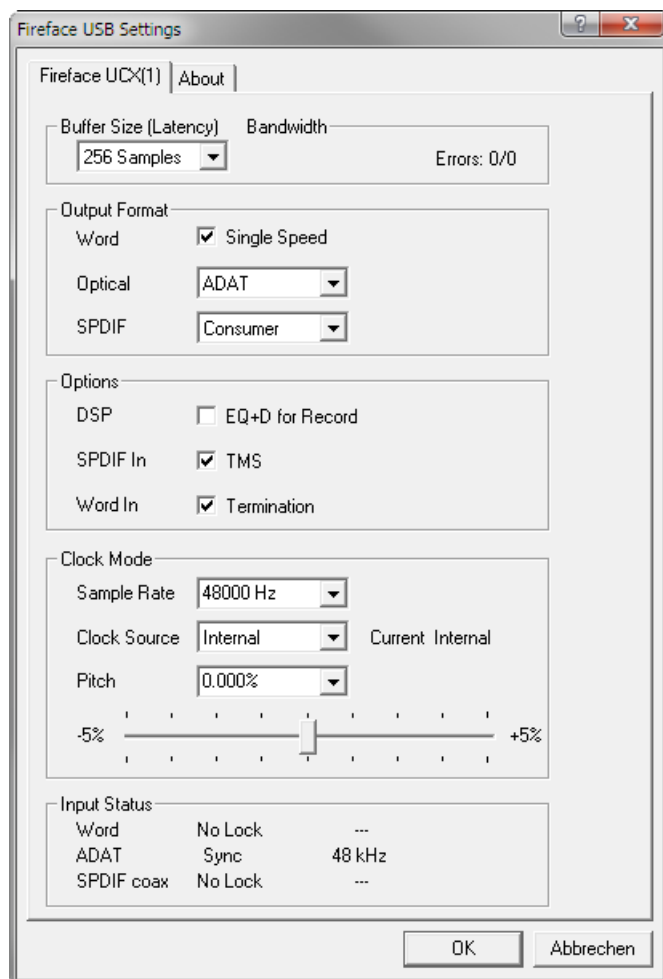 Fireface USB Settings
Fireface UCX(1) About
Buffer Size (Latency) Bandwidth
256 Samples Errors: 0/0
Output Format
Word Single Speed
Optical ADAT
SPDIF Consumer
Options
DSP EQ+D for Record
SPDIF In TMS
Word In Termination
Clock Mode
Sample Rate 48000 Hz
Clock Source Internal Current Internal
Pitch 0.000%
-5% +5%
Input Status
Word No Lock ---
ADAT Sync 48 kHz
SPDIF coax No Lock ---
OK Abbrechen